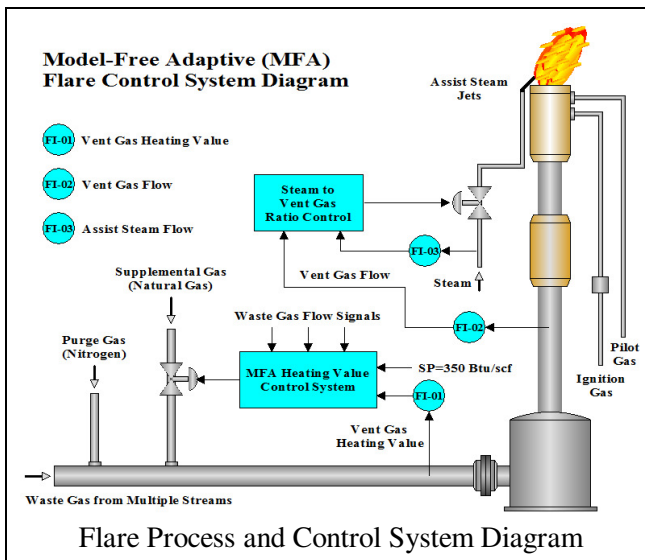 Model-Free Adaptive (MFA)
Flare Control System Diagram
Assist Steam
Jets
FI-01 Vent Gas Heating Value
FI-02 Vent Gas Flow
FI-03 Assist Steam Flow
Steam to
Vent Gas
Ratio Control
FI-03
Supplemental Gas
(Natural Gas)
Vent Gas Flow
Steam
Waste Gas Flow Signals
FI-02
Purge Gas
(Nitrogen)
Pilot
Gas
Ignition
Gas
MFA Heating Value
Control System
SP=350 Btu/scf
FI-01
Vent Gas
Heating Value
Waste Gas from Multiple Streams
Flare Process and Control System Diagram